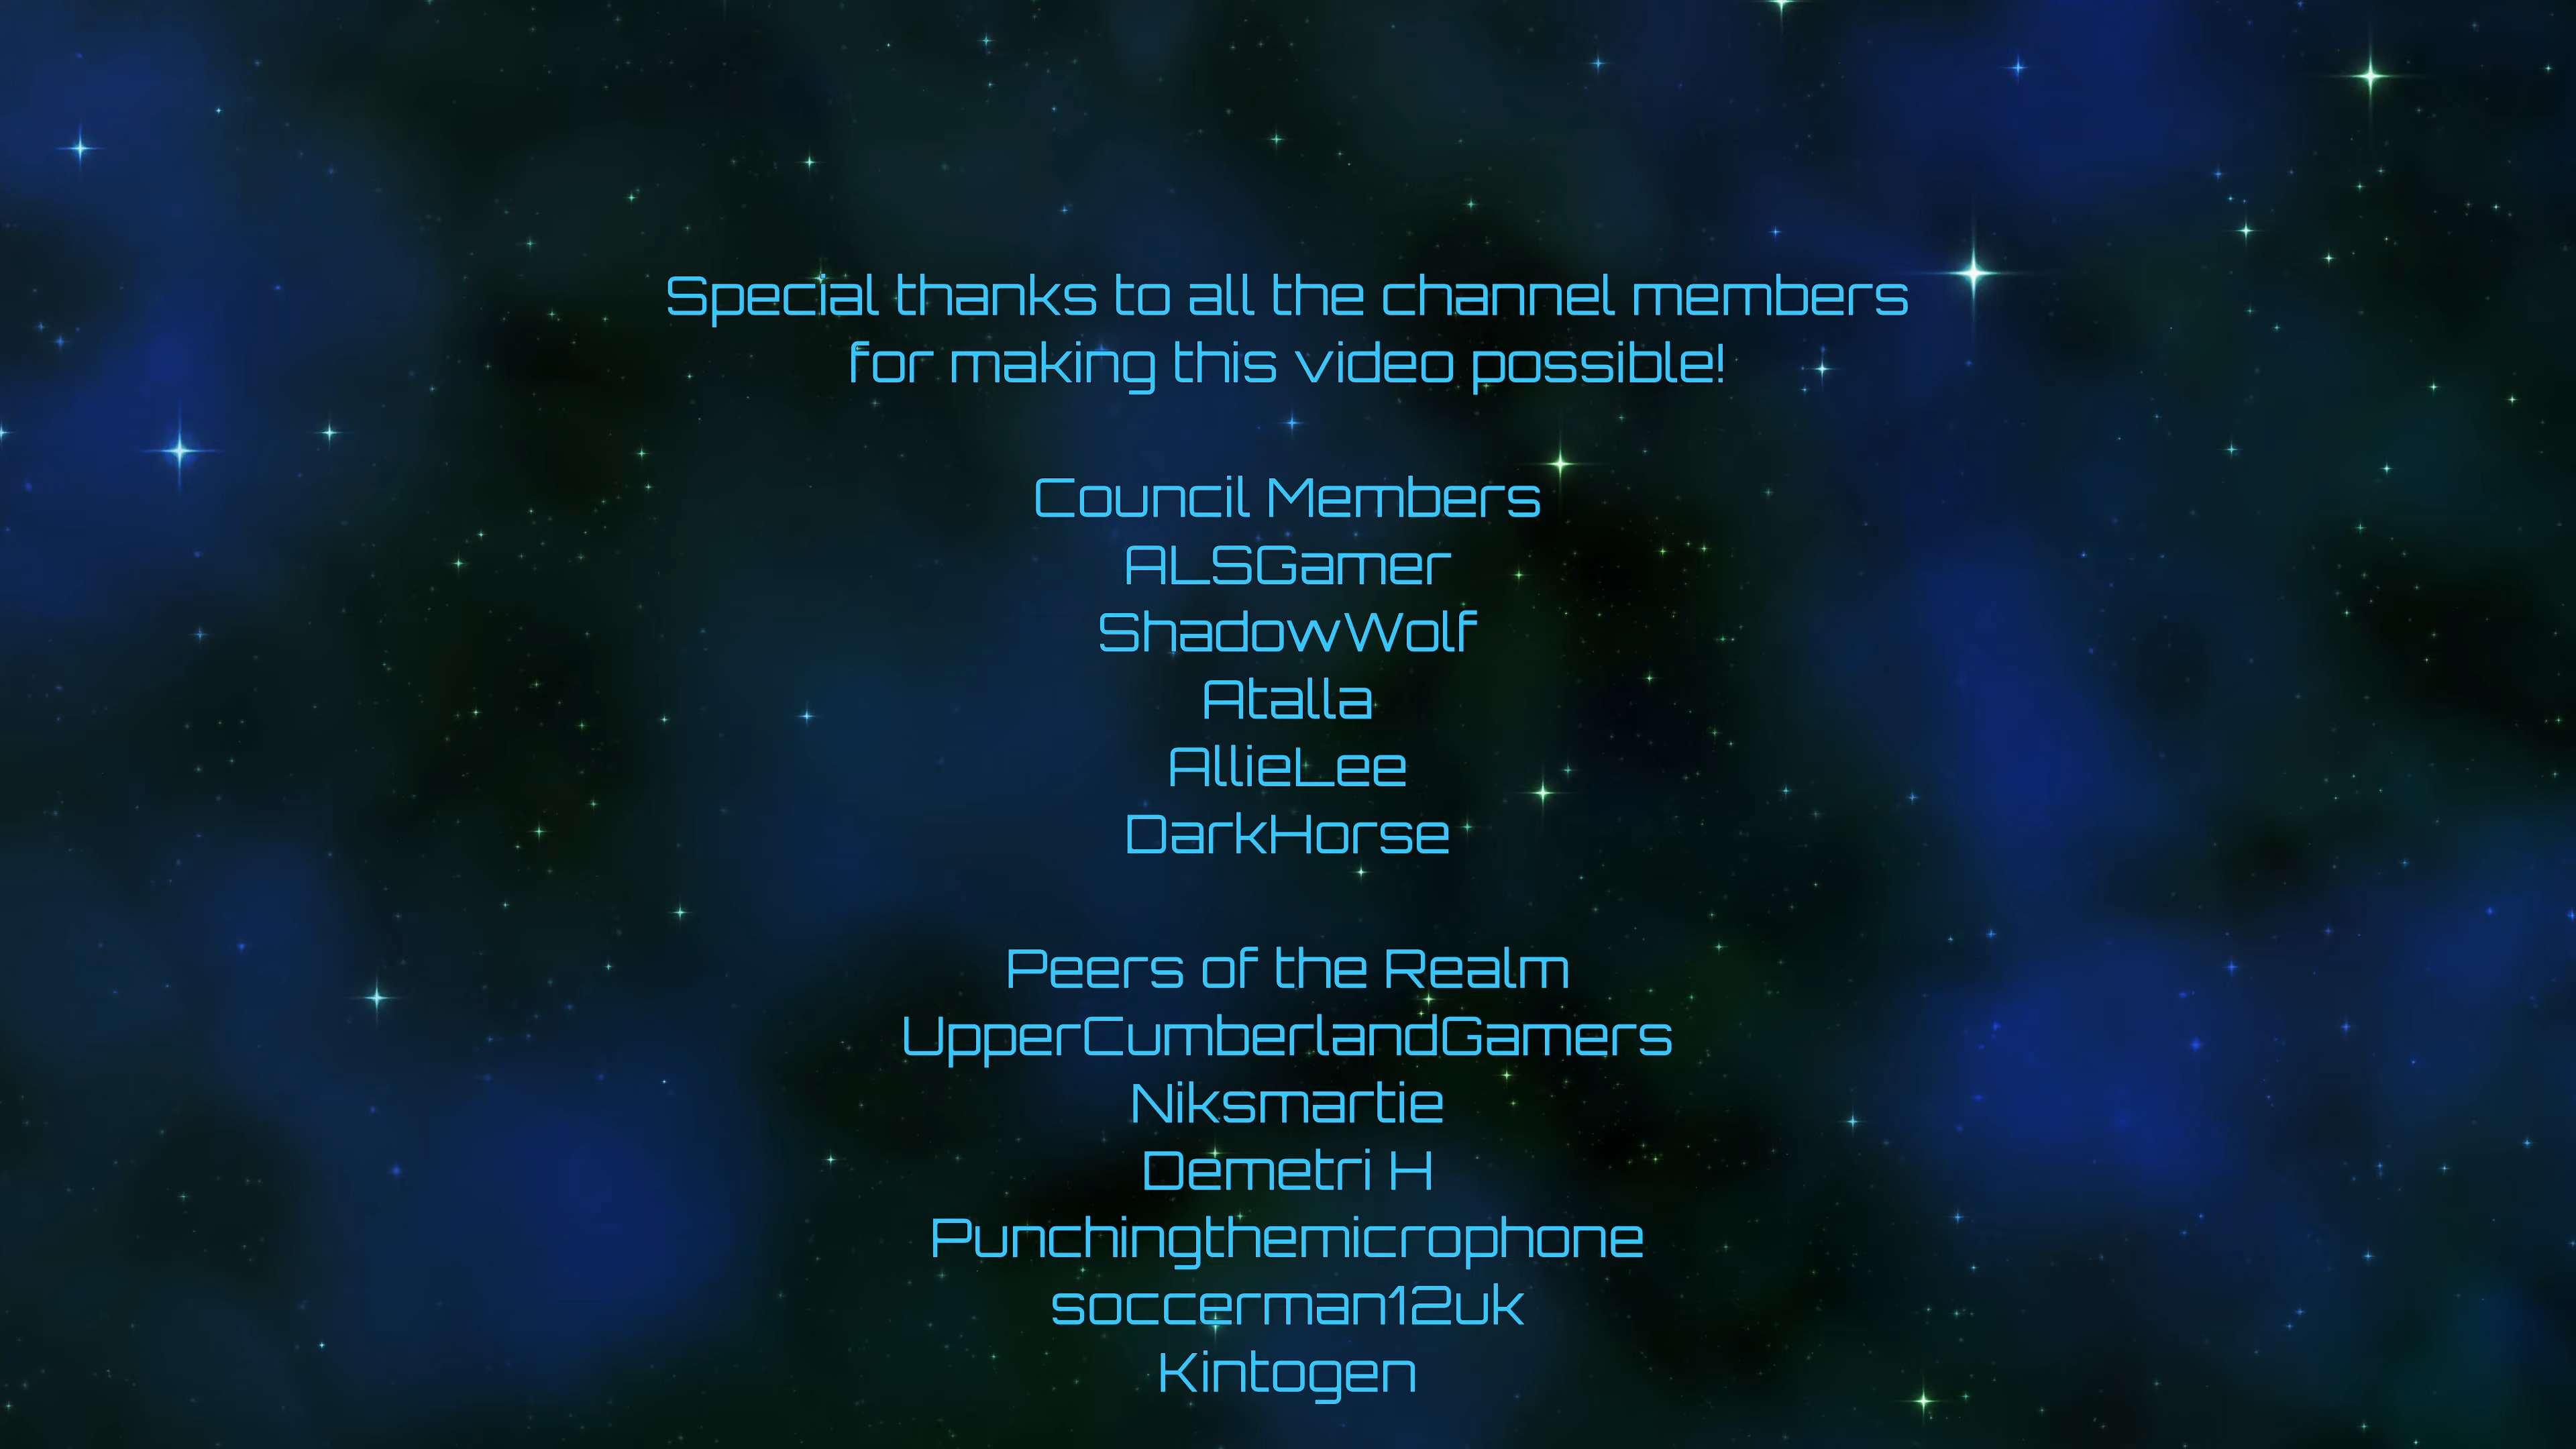 Special thanks to all the channel members
for making this video possible!
Council Members
ALSGamer
ShadowWolf
Atalla
AllieLee
DarkHorse
Peers of the Realm
UpperCumberlandGamers
Niksmartie
Demetri H
Punchingthemicrophone
soccerman12uk
Kintogen